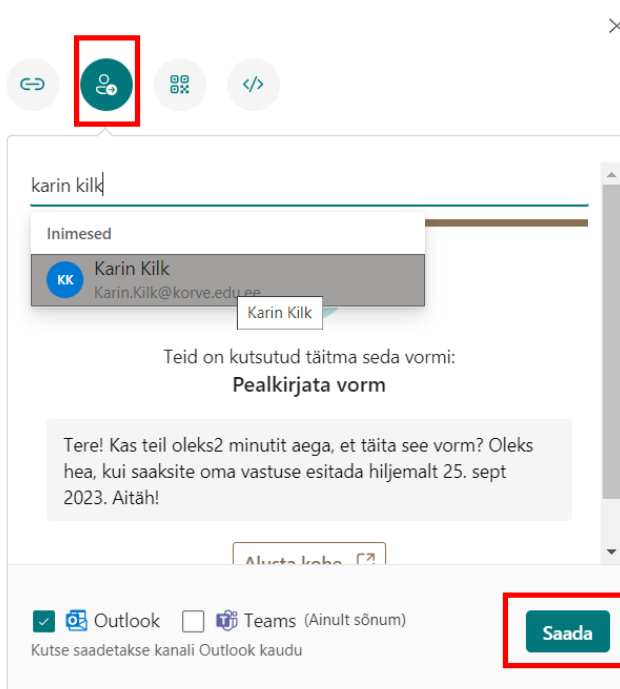 karin kilk
Inimesed
KK
Karin Kilk
Karin.Kilk@korve.edu.ee
Karin Kilk
Teid on kutsutud täitma seda vormi:
Pealkirjata vorm
Tere! Kas teil oleks2 minutit aega, et täita see vorm? Oleks
hea, kui saaksite oma vastuse esitada hiljemalt 25. sept
2023. Aitäh!
Alusta kohe
Outlook Teams (Ainult sõnum)
Kutse saadetakse kanali Outlook kaudu
Saada